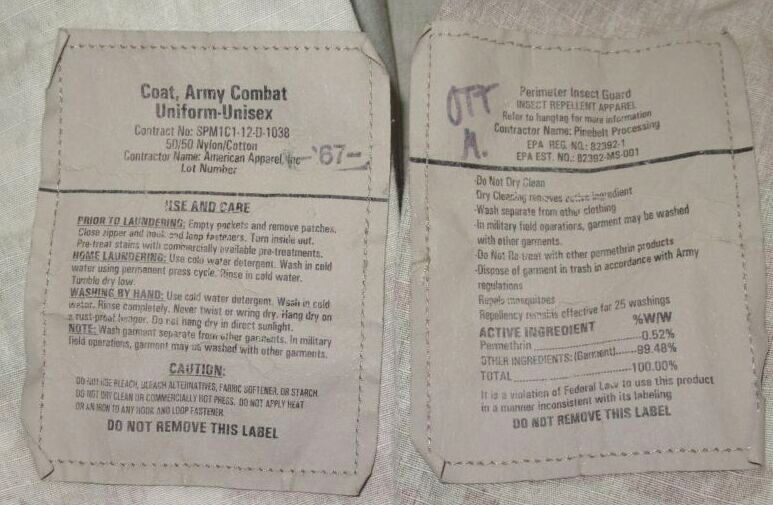 Coat, Army Combat
Uniform-Unisex
Contract No: SPM1C1-12-D-1038
50/50 Nylon/Cotton
Contractor Name: American Apparel, Inc
Lot Number
-'67-
USE AND CARE
PRIOR TO LAUNDERING: Empty pockets and remove patches.
Close zipper and hook and loop fasteners. Turn inside out.
Pre-treat stains with commercially available pre-treatments.
HOME LAUNDERING: Use cold water detergent. Wash in cold
water using permanent press cycle. Rinse in cold water.
Tumble dry low.
WASHING BY HAND: Use cold water detergent. Wash in cold
water. Rinse completely. Never twist or wring dry. Hang dry on
a rust-proof hanger. Do not hang dry in direct sunlight.
NOTE: Wash garment separate from other garments. In military
field operations, garment may be washed with other garments.
CAUTION:
DO NOT USE BLEACH, BLEACH ALTERNATIVES, FABRIC SOFTENER, OR STARCH.
DO NOT DRY CLEAN OR COMMERCIALLY HOT PRESS. DO NOT APPLY HEAT
OR AN IRON TO ANY HOOK AND LOOP FASTENER.
DO NOT REMOVE THIS LABEL
OTT
A.
Perimeter Insect Guard
INSECT REPELLENT APPAREL
Refer to hangtag for more information
Contractor Name: Pinebelt Processing
EPA REG. NO.: 82392-1
EPA EST. NO.: 82392-MS-001
-Do Not Dry Clean
Dry Cleaning removes active ingredient
-Wash separate from other clothing
-In military field operations, garment may be washed
with other garments.
-Do Not Re-treat with other permethrin products
-Dispose of garment in trash in accordance with Army
regulations
Repels mosquitoes
Repellency remains effective for 25 washings
ACTIVE INGREDIENT %W/W
Permethrin 0.52%
OTHER INGREDIENTS: (Garment) 99.48%
TOTAL 100.00%
It is a violation of Federal Law to use this product
in a manner inconsistent with its labeling
DO NOT REMOVE THIS LABEL